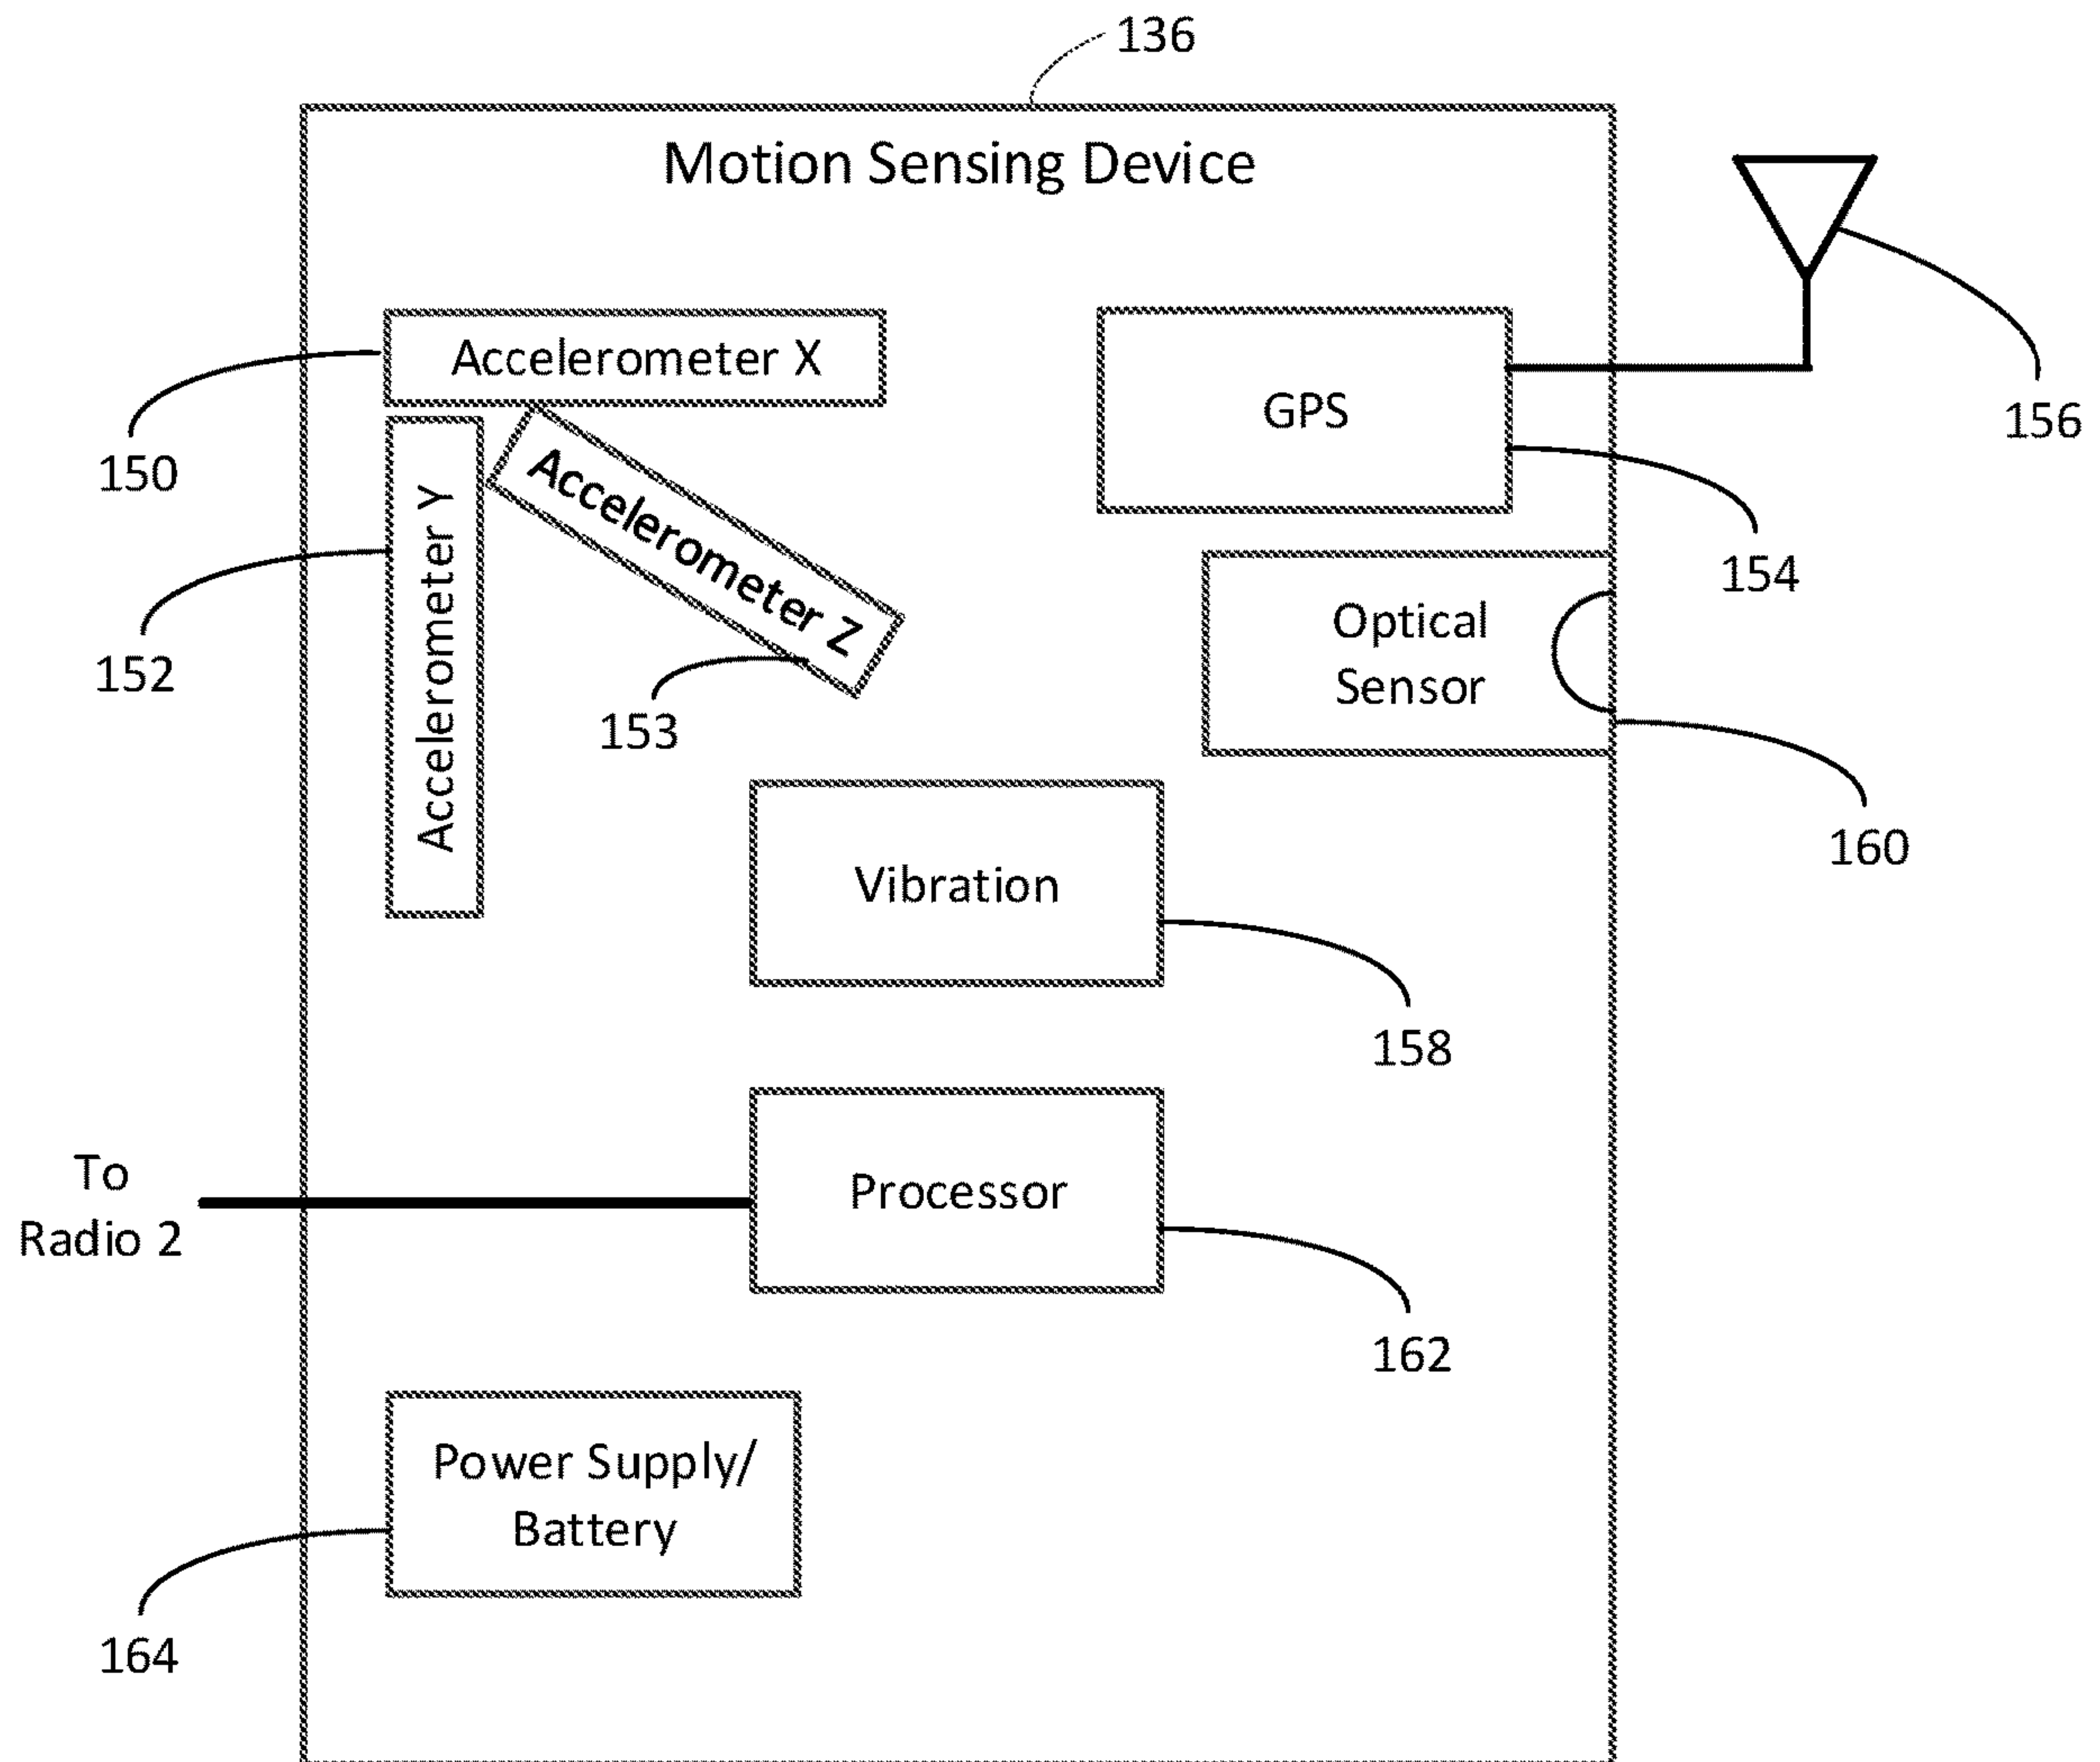 136
Motion Sensing Device
Accelerometer X
GPS
156
150
Accelerometer Y
Accelerometer Z
154
Optical
Sensor
152
153
160
Vibration
158
To
Radio 2
Processor
162
Power Supply/
Battery
164